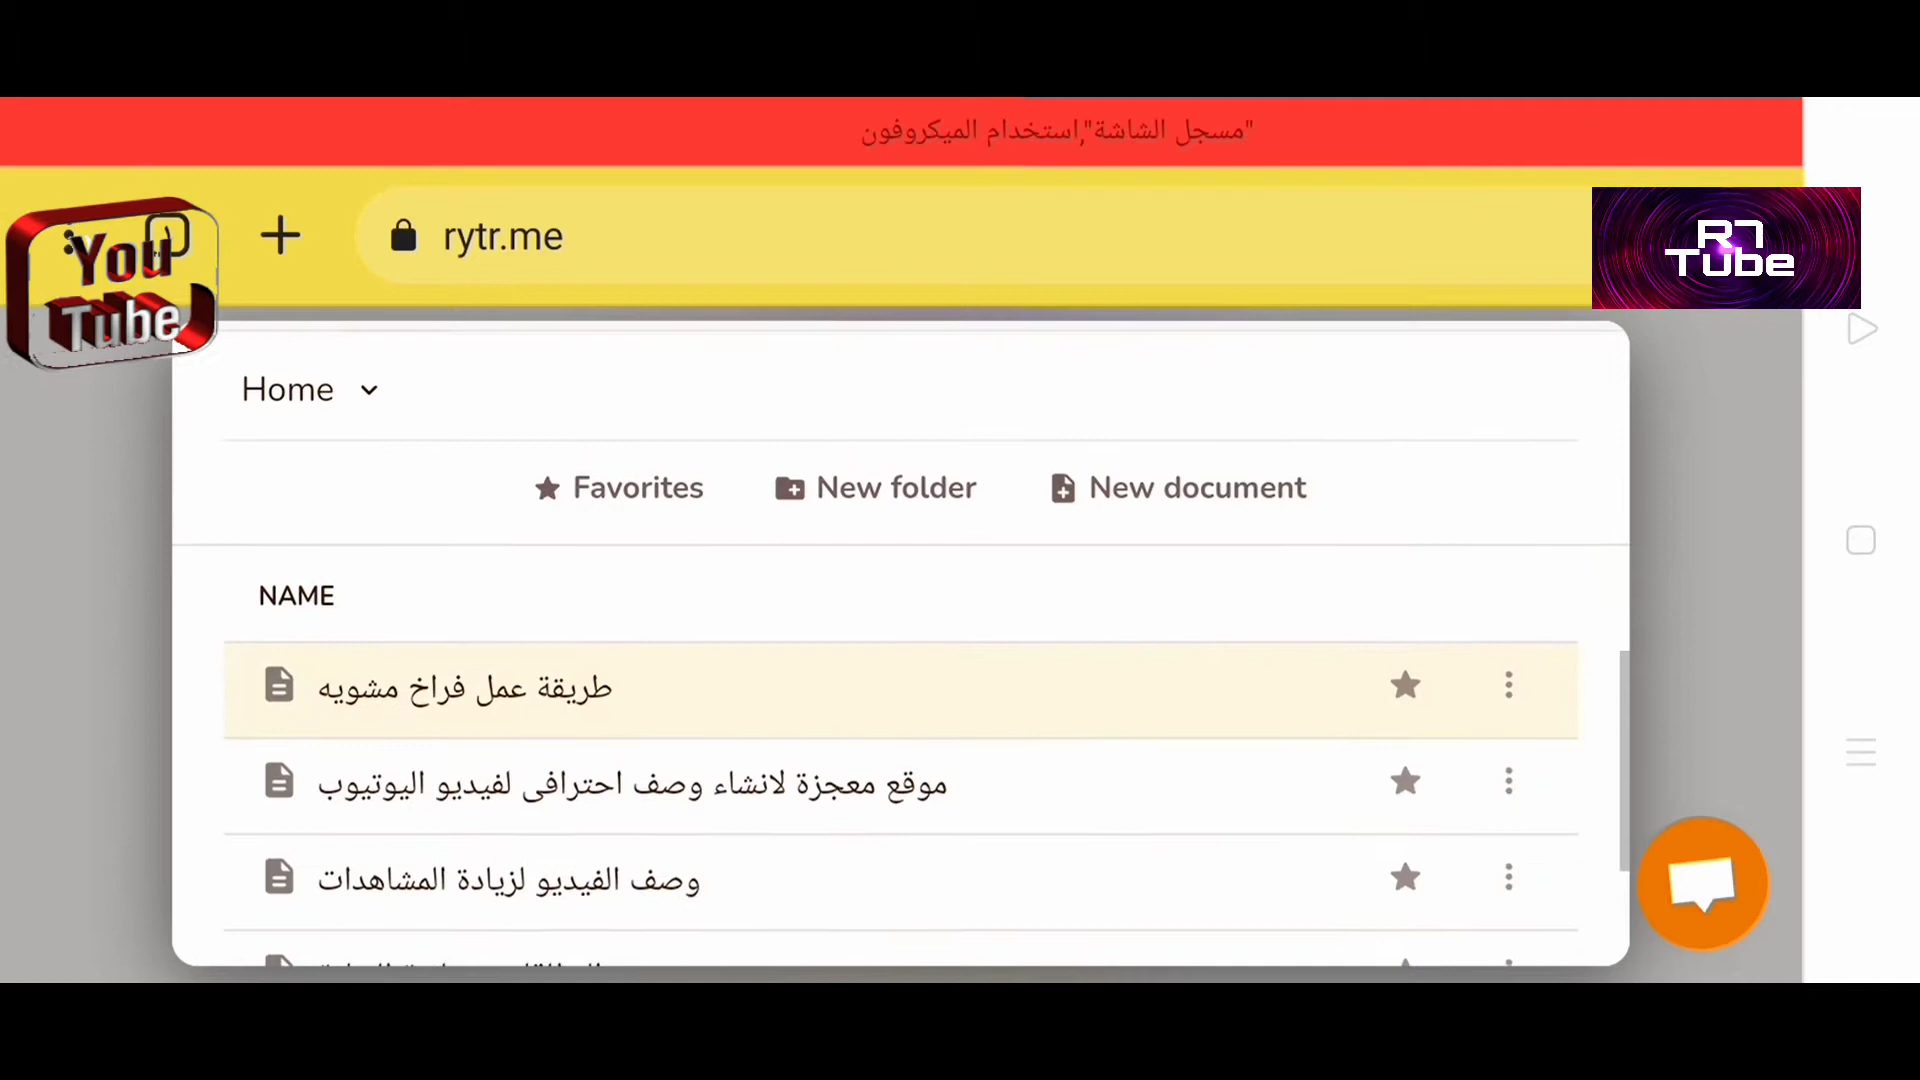 "مسجل الشاشة",استخدام الميكروفون
rytr.me
You
Tube
R7
Tube
Home
Favorites
New folder
New document
NAME
طريقة عمل فراخ مشويه
موقع معجزة لانشاء وصف احترافى لفيديو اليوتيوب
وصف الفيديو لزيادة المشاهدات